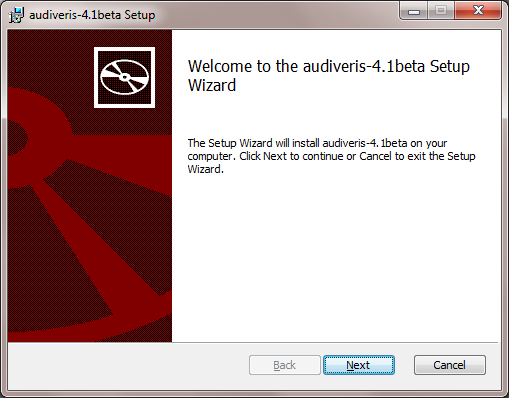 audiveris-4.1beta Setup
Welcome to the audiveris-4.1beta Setup
Wizard
The Setup Wizard will install audiveris-4.1beta on your
computer. Click Next to continue or Cancel to exit the Setup
Wizard.
Back Next Cancel